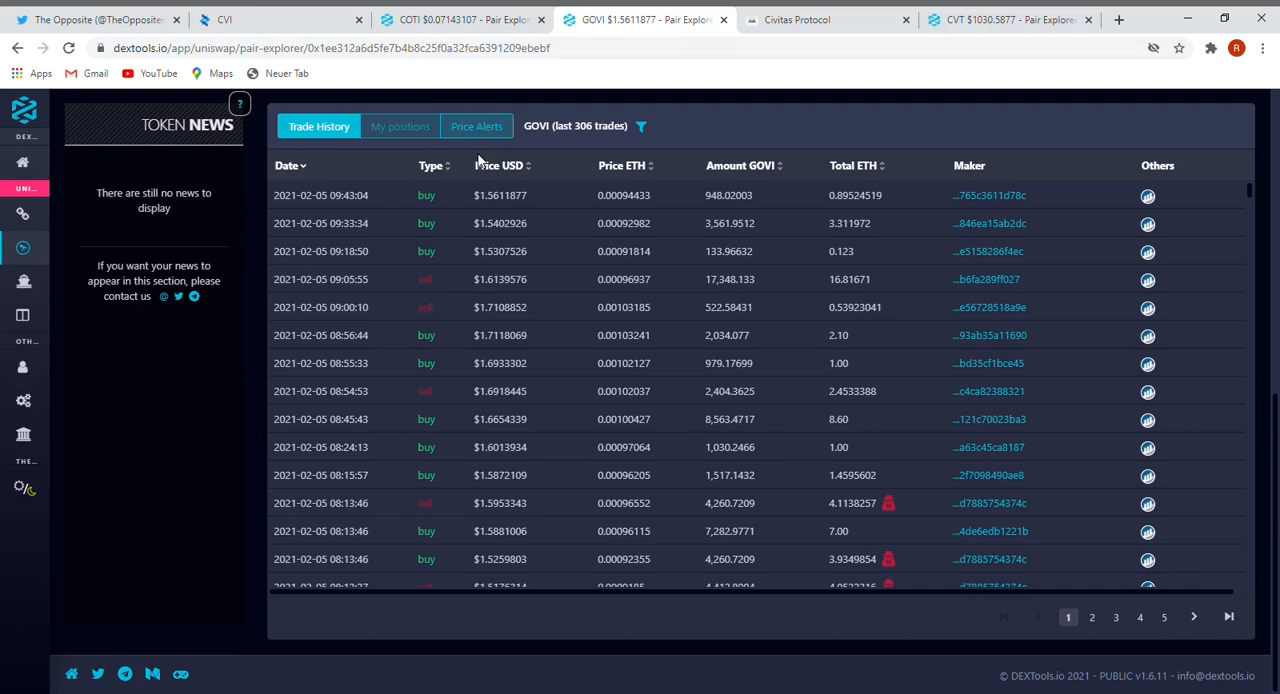 The Opposite (@TheOppositer
CVI
COTI $0.07143107 - Pair Explor
GOVI $1.5611877 - Pair Explorer
Civitas Protocol
CVT $1030.5877 - Pair Explorer
dextools.io/app/uniswap/pair-explorer/0x1ee312a6d5fe7b4b8c25f0a32fca6391209ebebf
R
Apps Gmail YouTube Maps Neuer Tab
DEX...
UNI...
OTH...
THE...
TOKEN NEWS
?
There are still no news to
display
If you want your news to
appear in this section, please
contact us @
Trade History My positions Price Alerts GOVI (last 306 trades)
Date Type Price USD Price ETH Amount GOVI Total ETH Maker Others
2021-02-05 09:43:04 buy $1.5611877 0.00094433 948.02003 0.89524519 ...765c3611d78c
2021-02-05 09:33:34 buy $1.5402926 0.00092982 3,561.9512 3.311972 ...846ea15ab2dc
2021-02-05 09:18:50 buy $1.5307526 0.00091814 133.96632 0.123 ...e5158286f4ec
2021-02-05 09:05:55 sell $1.6139576 0.00096937 17,348.133 16.81671 ...b6fa289ff027
2021-02-05 09:00:10 sell $1.7108852 0.00103185 522.58431 0.53923041 ...e56728518a9e
2021-02-05 08:56:44 buy $1.7118069 0.00103241 2,034.077 2.10 ...93ab35a11690
2021-02-05 08:55:33 buy $1.6933302 0.00102127 979.17699 1.00 ...bd35cf1bce45
2021-02-05 08:54:53 sell $1.6918445 0.00102037 2,404.3625 2.4533388 ...c4ca82388321
2021-02-05 08:45:43 buy $1.6654339 0.00100427 8,563.4717 8.60 ...121c70023ba3
2021-02-05 08:24:13 buy $1.6013934 0.00097064 1,030.2466 1.00 ...a63c45ca8187
2021-02-05 08:15:57 buy $1.5872109 0.00096205 1,517.1432 1.4595602 ...2f7098490ae8
2021-02-05 08:13:46 sell $1.5953343 0.00096552 4,260.7209 4.1138257 ...d7885754374c
2021-02-05 08:13:46 buy $1.5881006 0.00096115 7,282.9771 7.00 ...4de6edb1221b
2021-02-05 08:13:46 buy $1.5259803 0.00092355 4,260.7209 3.9349854 ...d7885754374c
1 2 3 4 5
© DEXTools.io 2021 - PUBLIC v1.6.11 - info@dextools.io